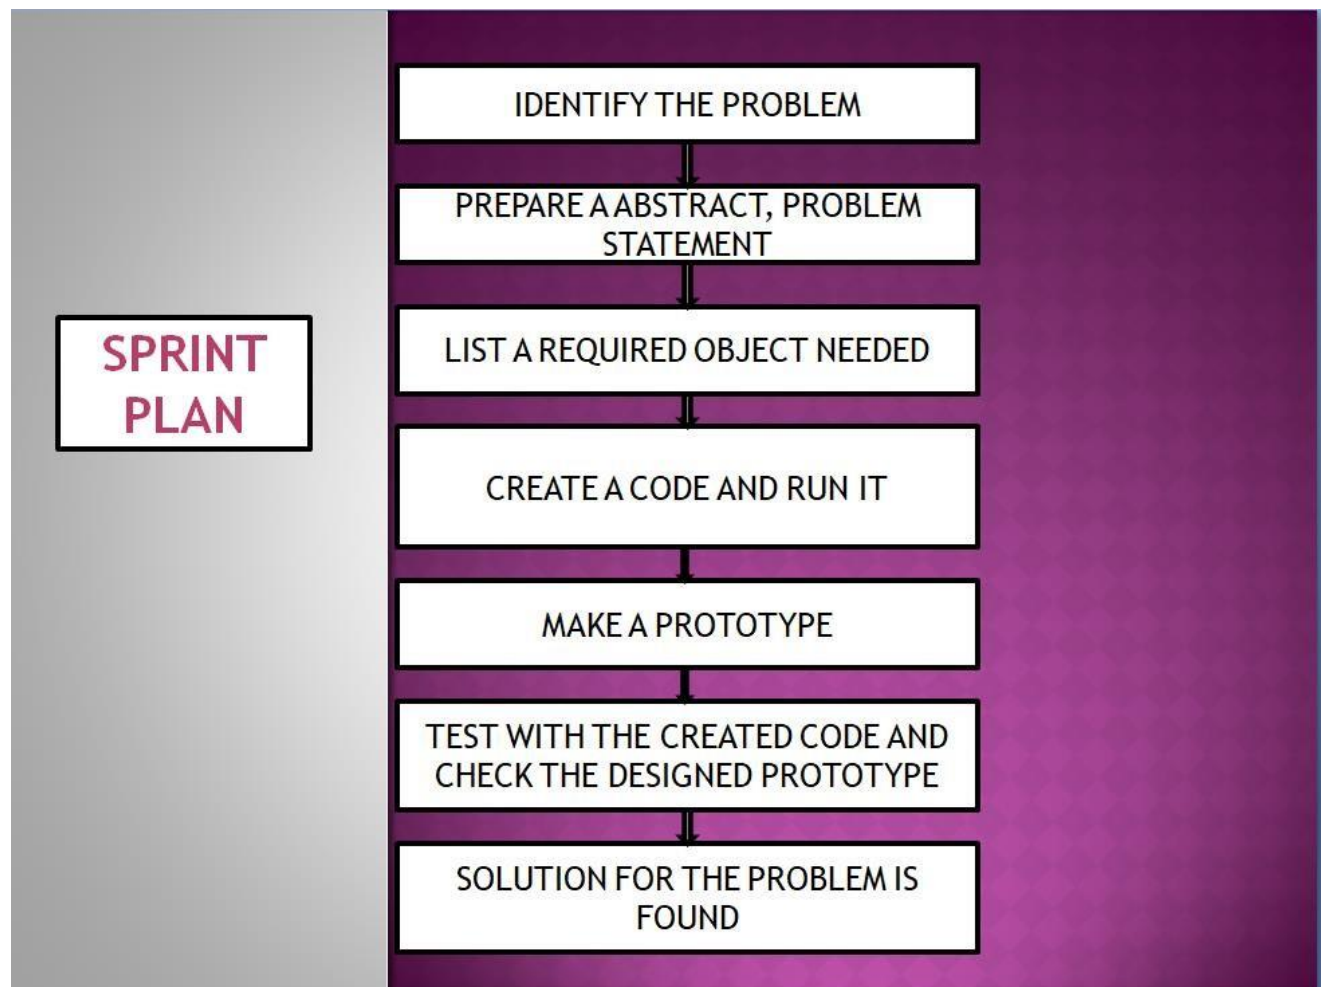 SPRINT
PLAN
IDENTIFY THE PROBLEM
PREPARE A ABSTRACT, PROBLEM
STATEMENT
LIST A REQUIRED OBJECT NEEDED
CREATE A CODE AND RUN IT
MAKE A PROTOTYPE
TEST WITH THE CREATED CODE AND
CHECK THE DESIGNED PROTOTYPE
SOLUTION FOR THE PROBLEM IS
FOUND